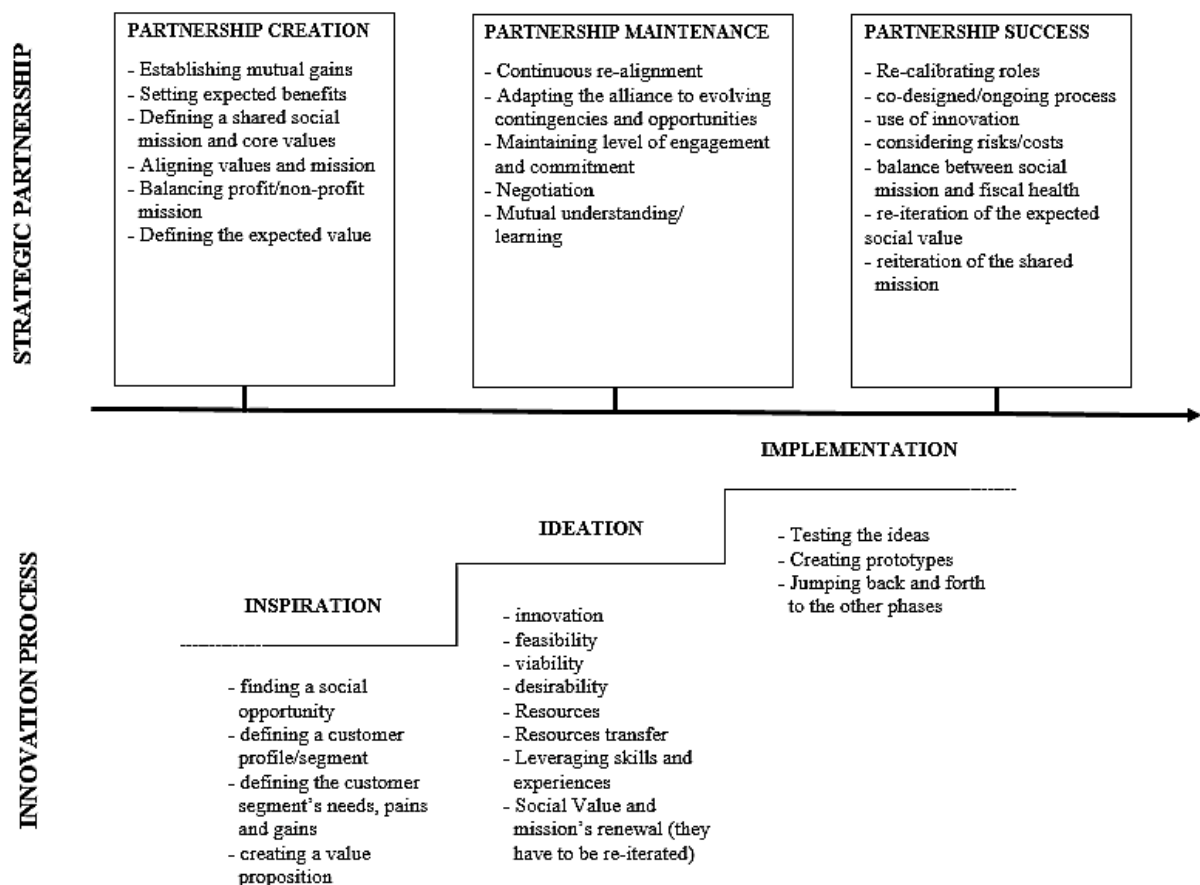 STRATEGIC PARTNERSHIP
PARTNERSHIP CREATION
- Establishing mutual gains
- Setting expected benefits
- Defining a shared social
mission and core values
- Aligning values and mission
- Balancing profit/non-profit
mission
- Defining the expected value
PARTNERSHIP MAINTENANCE
- Continuous re-alignment
- Adapting the alliance to evolving
contingencies and opportunities
- Maintaining level of engagement
and commitment
- Negotiation
- Mutual understanding/
learning
PARTNERSHIP SUCCESS
- Re-calibrating roles
- co-designed/ongoing process
- use of innovation
- considering risks/costs
- balance between social
mission and fiscal health
- re-iteration of the expected
social value
- reiteration of the shared
mission
INNOVATION PROCESS
INSPIRATION
- finding a social
opportunity
- defining a customer
profile/segment
- defining the customer
segment's needs, pains
and gains
- creating a value
proposition
IDEATION
- innovation
- feasibility
- viability
- desirability
- Resources
- Resources transfer
- Leveraging skills and
experiences
- Social Value and
mission's renewal (they
have to be re-iterated)
IMPLEMENTATION
- Testing the ideas
- Creating prototypes
- Jumping back and forth
to the other phases